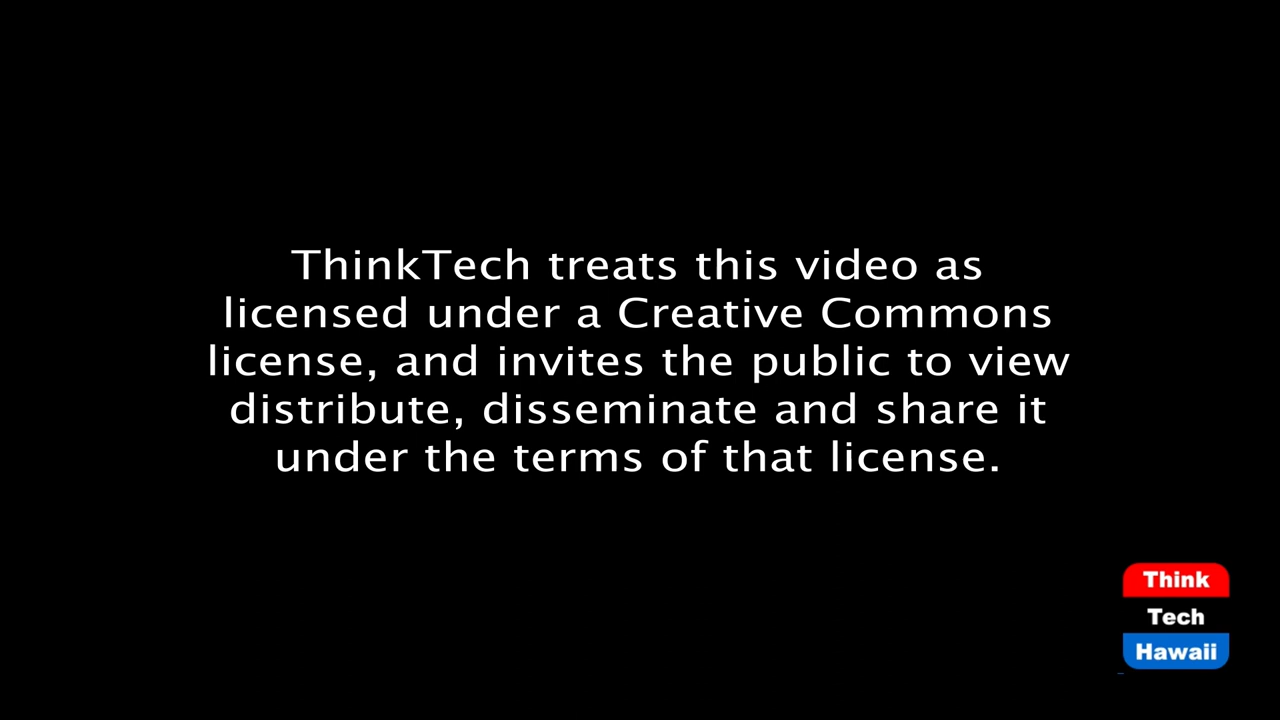 ThinkTech treats this video as
licensed under a Creative Commons
license, and invites the public to view
distribute, disseminate and share it
under the terms of that license.
Think
Tech
Hawaii